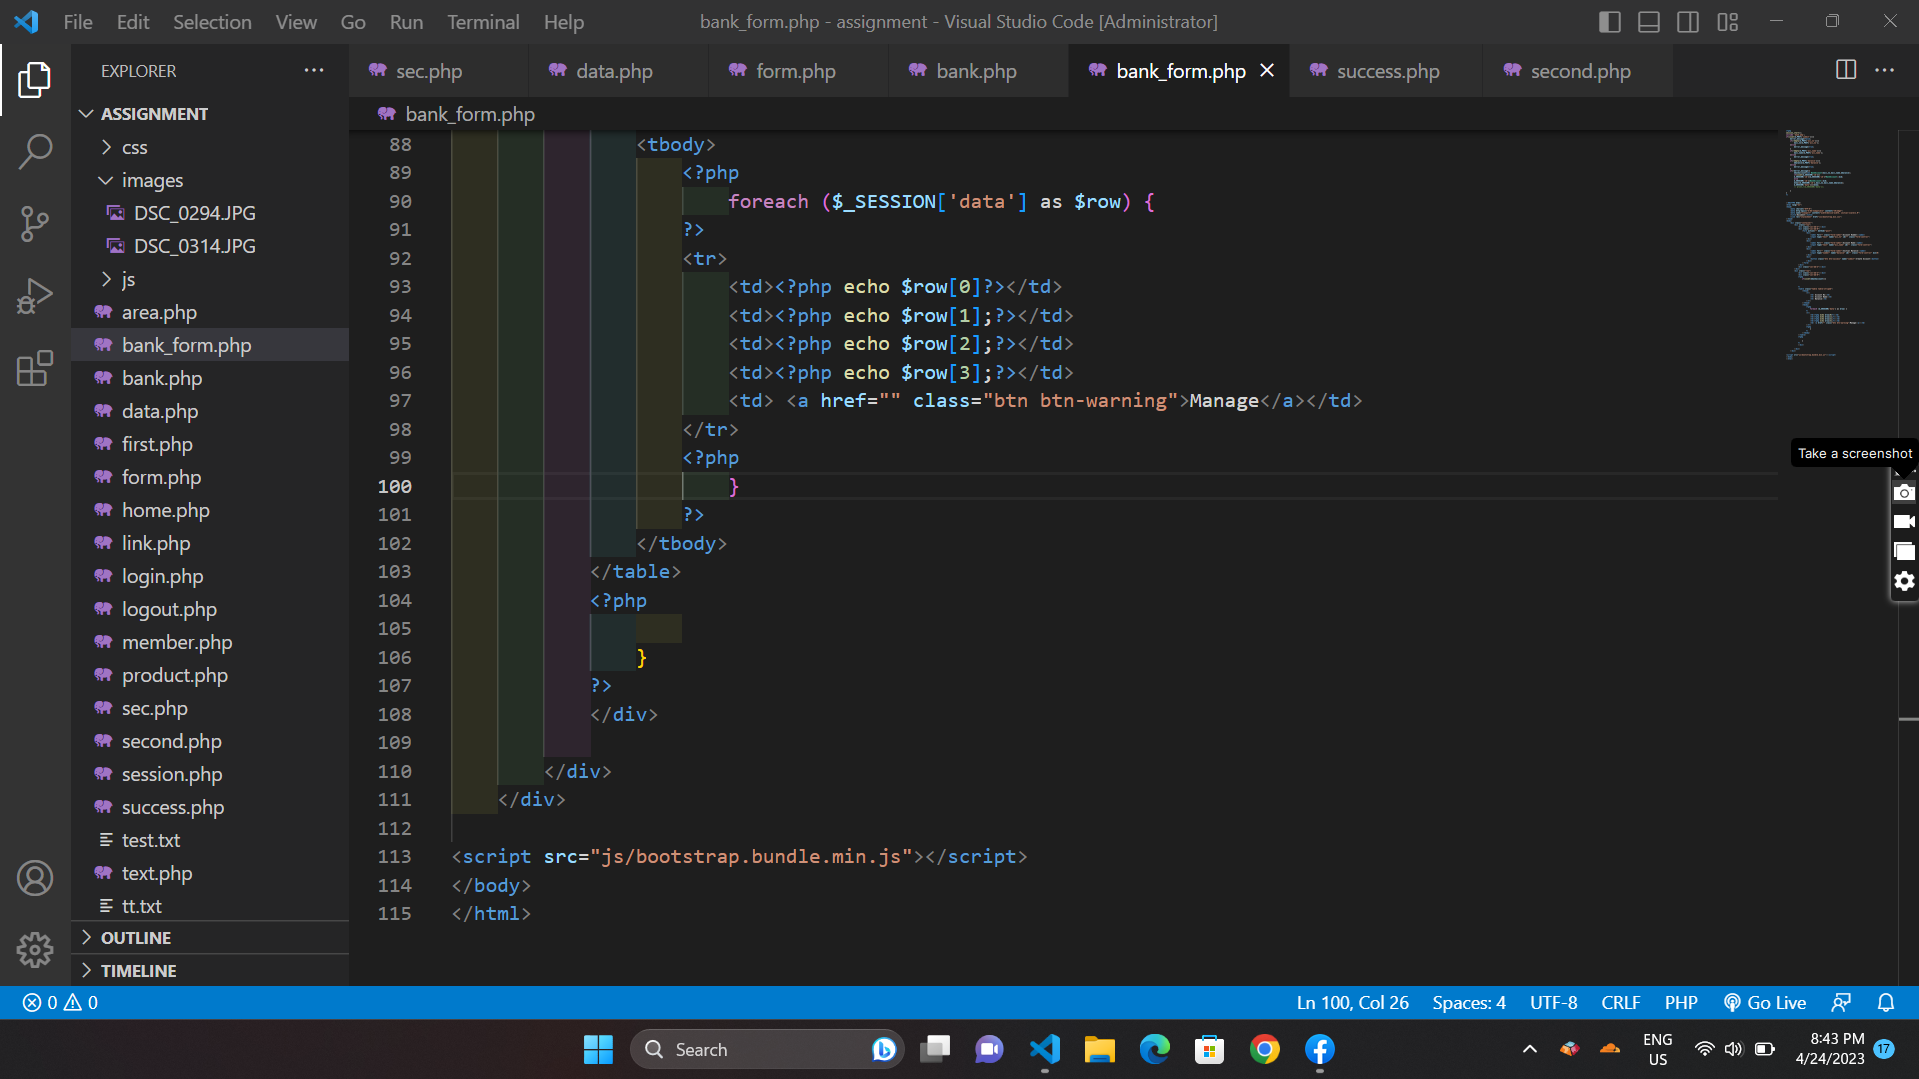 File Edit Selection View Go Run Terminal Help
bank_form.php - assignment - Visual Studio Code [Administrator]
EXPLORER
ASSIGNMENT
css
images
DSC_0294.JPG
DSC_0314.JPG
js
area.php
bank_form.php
bank.php
data.php
first.php
form.php
home.php
link.php
login.php
logout.php
member.php
product.php
sec.php
second.php
session.php
success.php
test.txt
text.php
tt.txt
OUTLINE
TIMELINE
sec.php data.php form.php bank.php bank_form.php success.php second.php
bank_form.php
88 <tbody>
89 <?php
90 foreach ($_SESSION['data'] as $row) {
91 ?>
92 <tr>
93 <td><?php echo $row[0]?></td>
94 <td><?php echo $row[1];?></td>
95 <td><?php echo $row[2];?></td>
96 <td><?php echo $row[3];?></td>
97 <td> <a href="" class="btn btn-warning">Manage</a></td>
98 </tr>
99 <?php
100 }
101 ?>
102 </tbody>
103 </table>
104 <?php
105
106 }
107 ?>
108 </div>
109
110 </div>
111 </div>
112
113 <script src="js/bootstrap.bundle.min.js"></script>
114 </body>
115 </html>
Take a screenshot
0 0
Ln 100, Col 26 Spaces: 4 UTF-8 CRLF PHP Go Live
Search
ENG
US
8:43 PM
4/24/2023
17